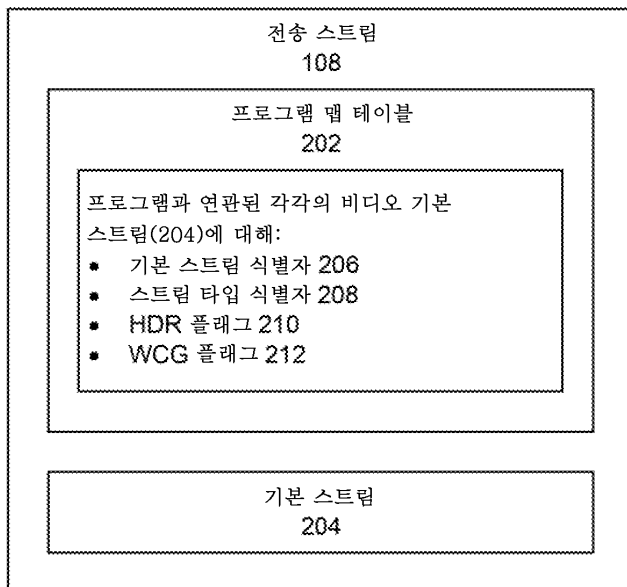 전송 스트림
108
프로그램 맵 테이블
202
프로그램과 연관된 각각의 비디오 기본
스트림(204)에 대해:
• 기본 스트림 식별자 206
• 스트림 타입 식별자 208
• HDR 플래그 210
• WCG 플래그 212
기본 스트림
204